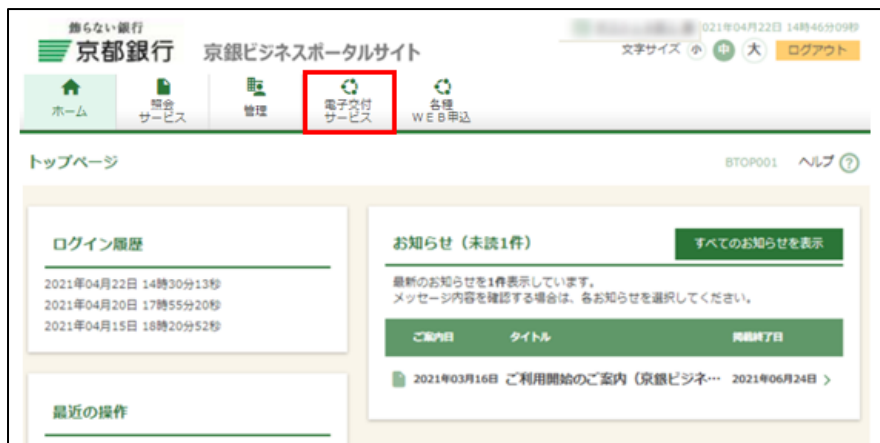 飾らない銀行
京都銀行 京銀ビジネスポータルサイト
021年04月22日 14時46分09秒
文字サイズ 小 中 大 ログアウト
ホーム
照会
サービス
管理
電子交付
サービス
各種
WEB申込
トップページ
BTOP001 ヘルプ ?
ログイン履歴
2021年04月22日 14時30分13秒
2021年04月20日 17時55分20秒
2021年04月15日 18時20分52秒
最近の操作
お知らせ（未読1件）
すべてのお知らせを表示
最新のお知らせを1件表示しています。
メッセージ内容を確認する場合は、各お知らせを選択してください。
ご案内日 タイトル 掲載終了日
2021年03月16日 ご利用開始のご案内（京銀ビジネ… 2021年06月24日